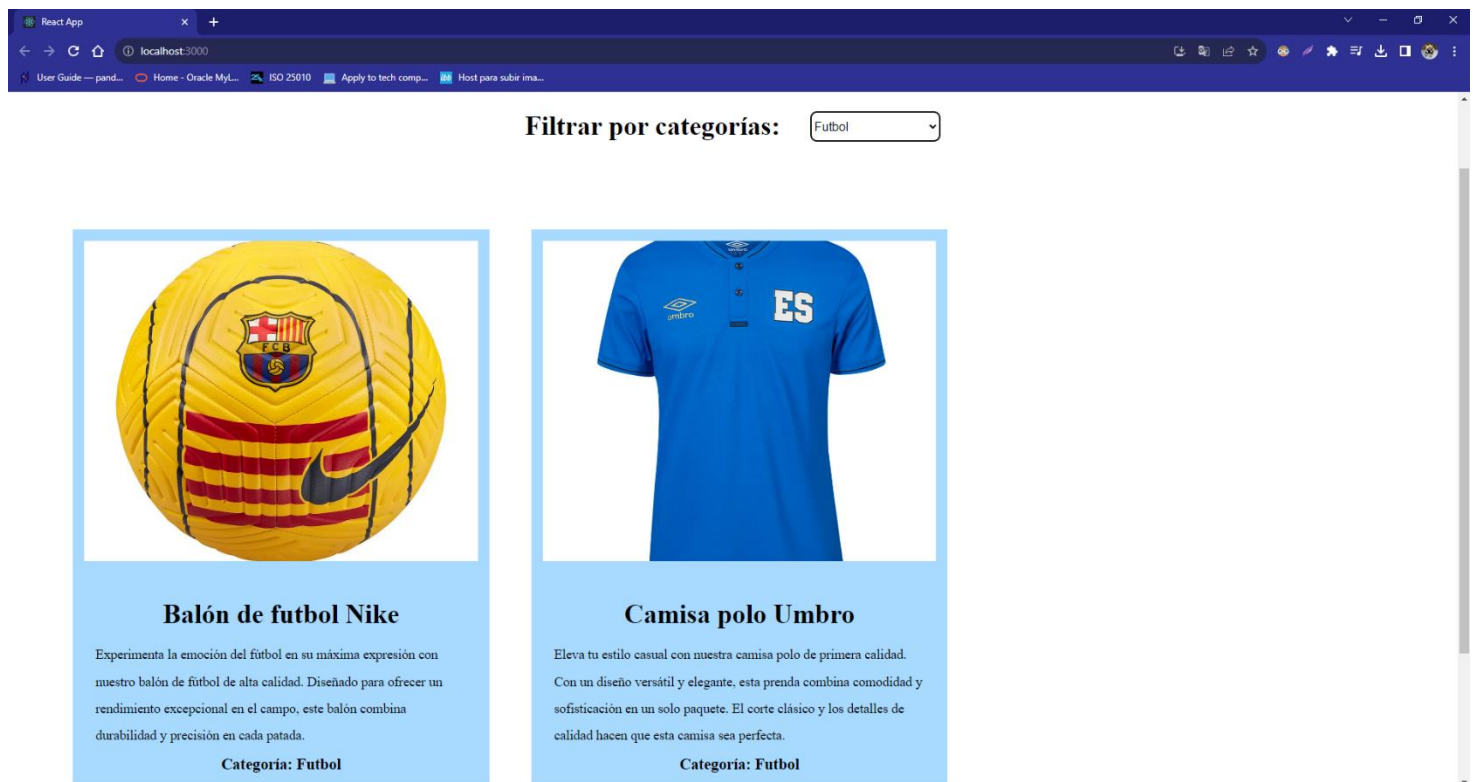 React App
localhost:3000
User Guide — pand...
Home - Oracle MyL...
ISO 25010
Apply to tech comp...
Host para subir ima...
Filtrar por categorías:
Futbol
FCB
umbro
ES
Balón de futbol Nike
Experimenta la emoción del fútbol en su máxima expresión con
nuestro balón de fútbol de alta calidad. Diseñado para ofrecer un
rendimiento excepcional en el campo, este balón combina
durabilidad y precisión en cada patada.
Categoría: Futbol
Camisa polo Umbro
Eleva tu estilo casual con nuestra camisa polo de primera calidad.
Con un diseño versátil y elegante, esta prenda combina comodidad y
sofisticación en un solo paquete. El corte clásico y los detalles de
calidad hacen que esta camisa sea perfecta.
Categoría: Futbol